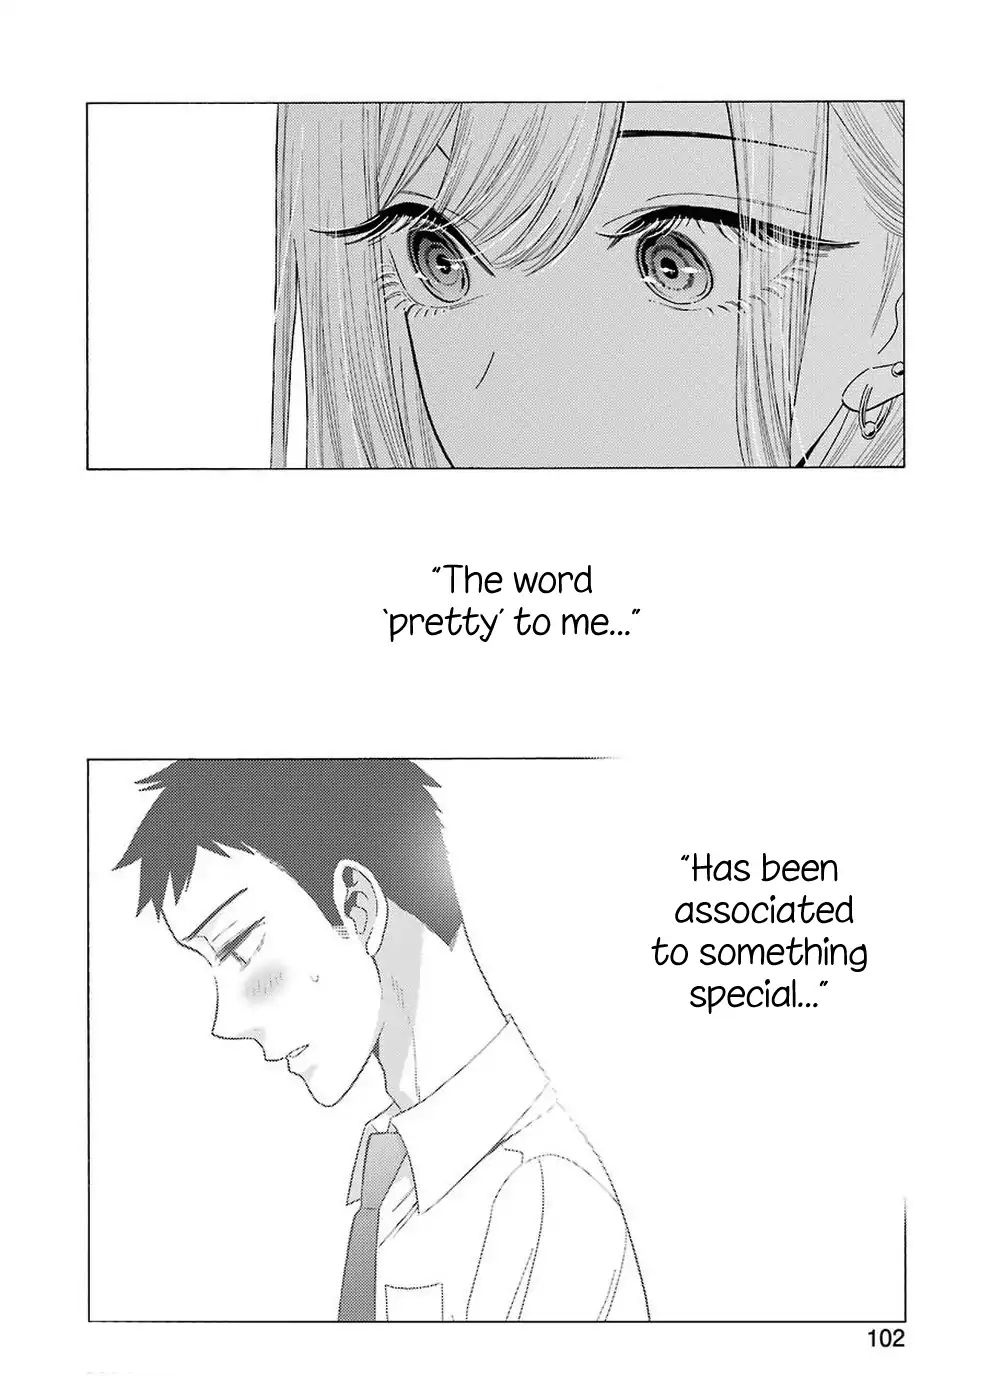 "The word
'pretty' to me..."
"Has been
associated
to something
special..."
102